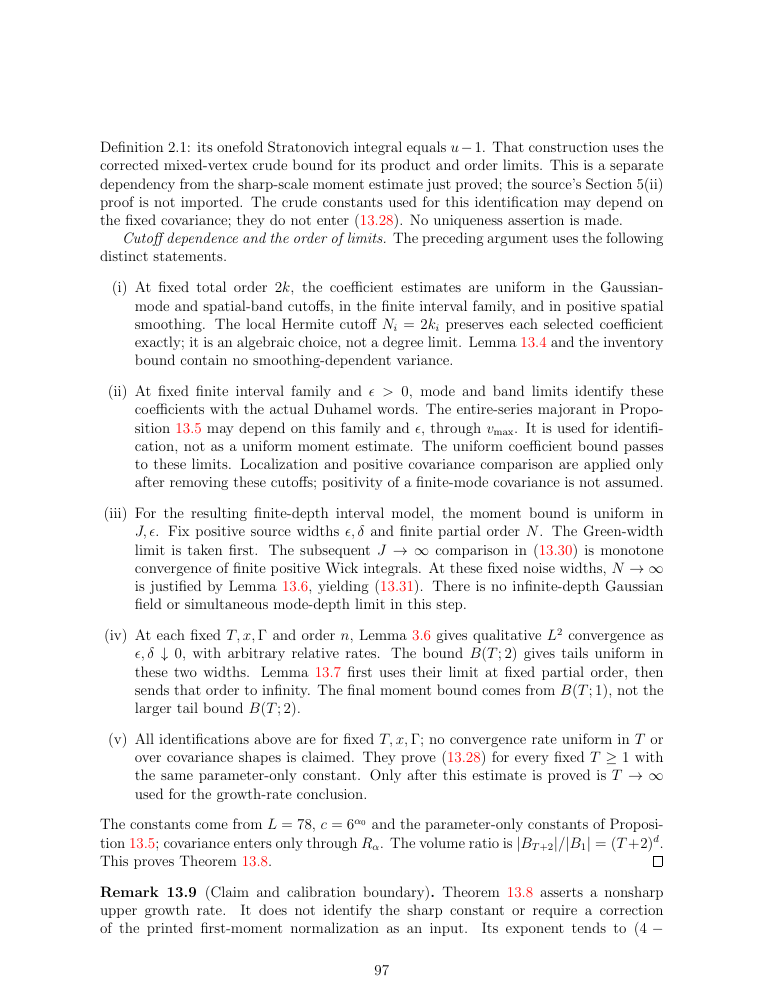 Definition 2.1: its onefold Stratonovich integral equals u − 1. That construction uses the
corrected mixed-vertex crude bound for its product and order limits. This is a separate
dependency from the sharp-scale moment estimate just proved; the source's Section 5(ii)
proof is not imported. The crude constants used for this identification may depend on
the fixed covariance; they do not enter (13.28). No uniqueness assertion is made.
Cutoff dependence and the order of limits. The preceding argument uses the following
distinct statements.
(i) At fixed total order 2k, the coefficient estimates are uniform in the Gaussian-
mode and spatial-band cutoffs, in the finite interval family, and in positive spatial
smoothing. The local Hermite cutoff Nᵢ = 2kᵢ preserves each selected coefficient
exactly; it is an algebraic choice, not a degree limit. Lemma 13.4 and the inventory
bound contain no smoothing-dependent variance.
(ii) At fixed finite interval family and ϵ > 0, mode and band limits identify these
coefficients with the actual Duhamel words. The entire-series majorant in Propo-
sition 13.5 may depend on this family and ϵ, through v_max. It is used for identifi-
cation, not as a uniform moment estimate. The uniform coefficient bound passes
to these limits. Localization and positive covariance comparison are applied only
after removing these cutoffs; positivity of a finite-mode covariance is not assumed.
(iii) For the resulting finite-depth interval model, the moment bound is uniform in
J, ϵ. Fix positive source widths ϵ, δ and finite partial order N. The Green-width
limit is taken first. The subsequent J → ∞ comparison in (13.30) is monotone
convergence of finite positive Wick integrals. At these fixed noise widths, N → ∞
is justified by Lemma 13.6, yielding (13.31). There is no infinite-depth Gaussian
field or simultaneous mode-depth limit in this step.
(iv) At each fixed T, x, Γ and order n, Lemma 3.6 gives qualitative L² convergence as
ϵ, δ ↓ 0, with arbitrary relative rates. The bound B(T; 2) gives tails uniform in
these two widths. Lemma 13.7 first uses their limit at fixed partial order, then
sends that order to infinity. The final moment bound comes from B(T; 1), not the
larger tail bound B(T; 2).
(v) All identifications above are for fixed T, x, Γ; no convergence rate uniform in T or
over covariance shapes is claimed. They prove (13.28) for every fixed T ≥ 1 with
the same parameter-only constant. Only after this estimate is proved is T → ∞
used for the growth-rate conclusion.
The constants come from L = 78, c = 6^{α₀} and the parameter-only constants of Proposi-
tion 13.5; covariance enters only through R_α. The volume ratio is |B_{T+2}|/|B₁| = (T+2)^d.
This proves Theorem 13.8. □
Remark 13.9 (Claim and calibration boundary). Theorem 13.8 asserts a nonsharp
upper growth rate. It does not identify the sharp constant or require a correction
of the printed first-moment normalization as an input. Its exponent tends to (4 −
97